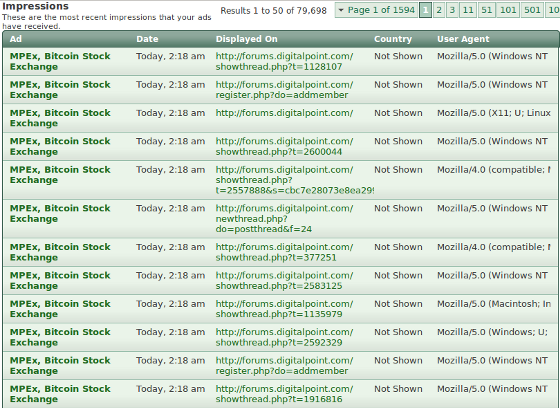 Impressions
These are the most recent impressions that your ads
have received.
Results 1 to 50 of 79,698
Page 1 of 1594 1 2 3 11 51 101 501
Ad Date Displayed On Country User Agent
MPEx, Bitcoin Stock Exchange Today, 2:18 am http://forums.digitalpoint.com/showthread.php?t=1128107 Not Shown Mozilla/5.0 (Windows NT
MPEx, Bitcoin Stock Exchange Today, 2:18 am http://forums.digitalpoint.com/register.php?do=addmember Not Shown Mozilla/5.0 (Windows NT
MPEx, Bitcoin Stock Exchange Today, 2:18 am http://forums.digitalpoint.com/ Not Shown Mozilla/5.0 (X11; U; Linux
MPEx, Bitcoin Stock Exchange Today, 2:18 am http://forums.digitalpoint.com/showthread.php?t=2600044 Not Shown Mozilla/5.0 (Windows NT
MPEx, Bitcoin Stock Exchange Today, 2:18 am http://forums.digitalpoint.com/showthread.php?t=2557888&s=cbc7e28073e8ea29 Not Shown Mozilla/4.0 (compatible;
MPEx, Bitcoin Stock Exchange Today, 2:18 am http://forums.digitalpoint.com/newthread.php?do=postthread&f=24 Not Shown Mozilla/5.0 (Windows NT
MPEx, Bitcoin Stock Exchange Today, 2:18 am http://forums.digitalpoint.com/showthread.php?t=377251 Not Shown Mozilla/4.0 (compatible;
MPEx, Bitcoin Stock Exchange Today, 2:18 am http://forums.digitalpoint.com/showthread.php?t=2583125 Not Shown Mozilla/5.0 (Windows NT
MPEx, Bitcoin Stock Exchange Today, 2:18 am http://forums.digitalpoint.com/showthread.php?t=1135979 Not Shown Mozilla/5.0 (Macintosh; In
MPEx, Bitcoin Stock Exchange Today, 2:18 am http://forums.digitalpoint.com/showthread.php?t=2592329 Not Shown Mozilla/5.0 (Windows; U;
MPEx, Bitcoin Stock Exchange Today, 2:18 am http://forums.digitalpoint.com/register.php?do=addmember Not Shown Mozilla/5.0 (Windows NT
MPEx, Bitcoin Stock Exchange Today, 2:18 am http://forums.digitalpoint.com/showthread.php?t=1916816 Not Shown Mozilla/5.0 (Windows NT